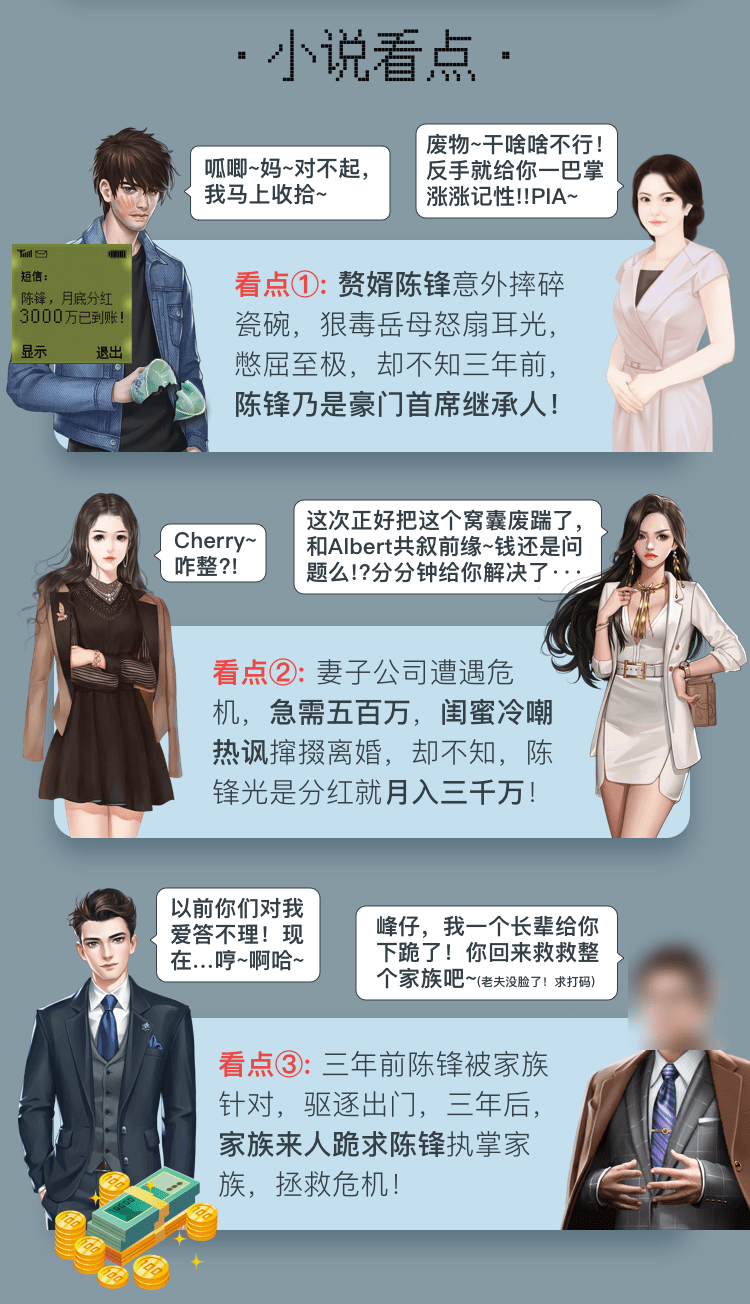 ·小说看点·
呱唧~妈~对不起，
我马上收拾~
废物~干啥啥不行！
反手就给你一巴掌
涨涨记性!!PIA~
短信：
陈锋，月底分红
3000万已到账！
显示 退出
看点①: 赘婿陈锋意外摔碎
瓷碗，狠毒岳母怒扇耳光，
憋屈至极，却不知三年前，
陈锋乃是豪门首席继承人！
Cherry~
咋整?!
这次正好把这个窝囊废踹了，
和Albert共叙前缘~钱还是问
题么!?分分钟给你解决了···
看点②: 妻子公司遭遇危
机，急需五百万，闺蜜冷嘲
热讽撺掇离婚，却不知，陈
锋光是分红就月入三千万！
以前你们对我
爱答不理！现
在...哼~啊哈~
峰仔，我一个长辈给你
下跪了！你回来救救整
个家族吧~(老夫没脸了！求打码)
看点③: 三年前陈锋被家族
针对，驱逐出门，三年后，
家族来人跪求陈锋执掌家
族，拯救危机！
100
100
100
100
100
100